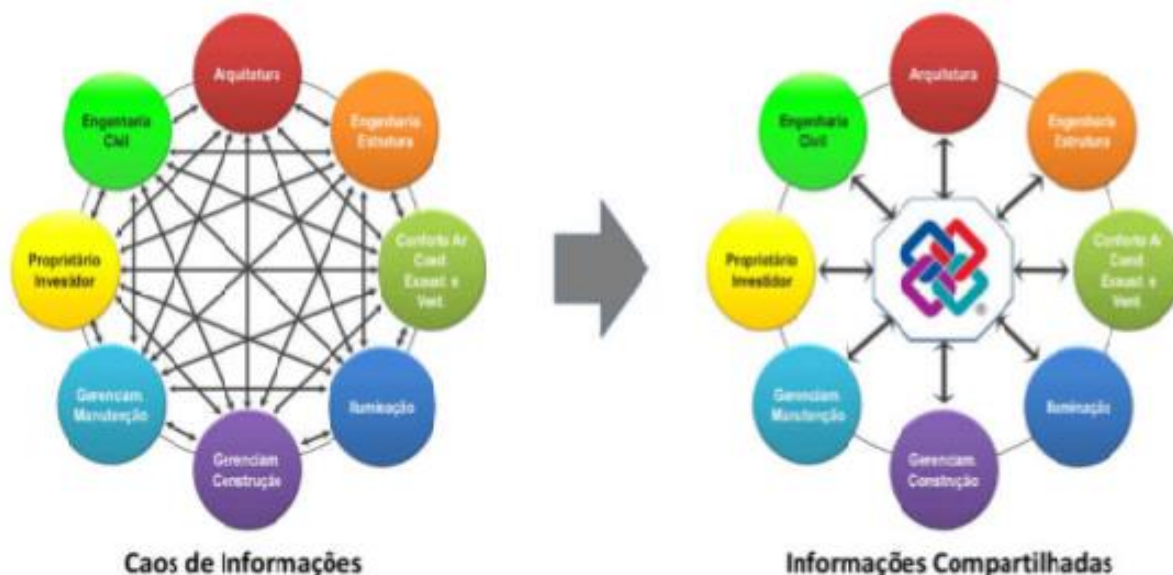 Arquitetura
Engenharia
Civil
Engenharia
Estrutura
Proprietário
Investidor
Conforto Ar
Cond.
Exaust. e
Vent.
Gerenciam.
Manutenção
Iluminação
Gerenciam.
Construção
Caos de Informações
Arquitetura
Engenharia
Civil
Engenharia
Estrutura
Proprietário
Investidor
Conforto Ar
Cond.
Exaust. e
Vent.
®
Gerenciam.
Manutenção
Iluminação
Gerenciam.
Construção
Informações Compartilhadas